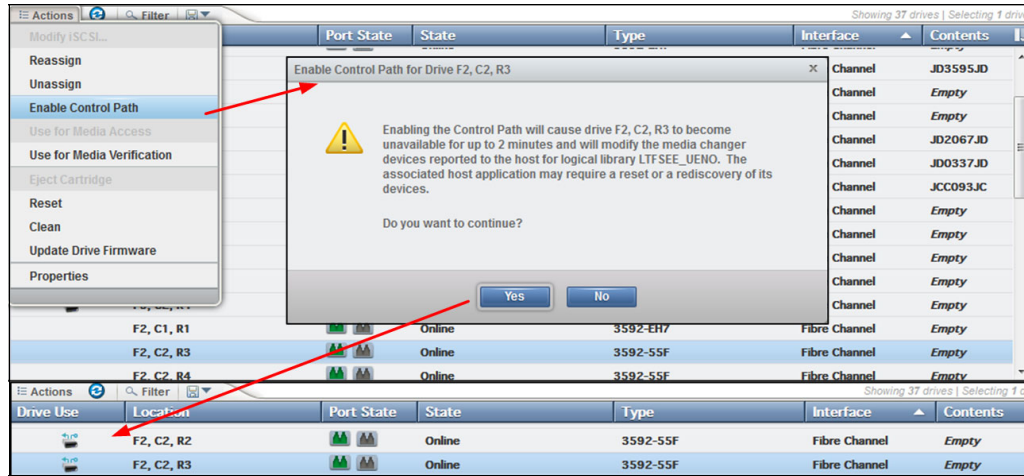 Actions Filter Showing 37 drives | Selecting 1 driv
Port State State Type Interface Contents
Modify iSCSI...
Reassign
Unassign
Enable Control Path
Use for Media Access
Use for Media Verification
Eject Cartridge
Reset
Clean
Update Drive Firmware
Properties
Enable Control Path for Drive F2, C2, R3 x
Enabling the Control Path will cause drive F2, C2, R3 to become
unavailable for up to 2 minutes and will modify the media changer
devices reported to the host for logical library LTFSEE_UENO. The
associated host application may require a reset or a rediscovery of its
devices.
Do you want to continue?
Yes No
Channel JD3595JD
Channel Empty
Channel Empty
Channel JD2067JD
Channel JD0337JD
Channel JCC093JC
Channel Empty
Channel Empty
Channel Empty
Channel Empty
Fibre Channel Empty
F2, C1, R1 Online 3592-EH7 Fibre Channel Empty
F2, C2, R3 Online 3592-55F Fibre Channel Empty
F2, C2, R4 Online 3592-55F Fibre Channel Empty
Actions Filter Showing 37 drives | Selecting 1 d
Drive Use Location Port State State Type Interface Contents
F2, C2, R2 Online 3592-55F Fibre Channel Empty
F2, C2, R3 Online 3592-55F Fibre Channel Empty